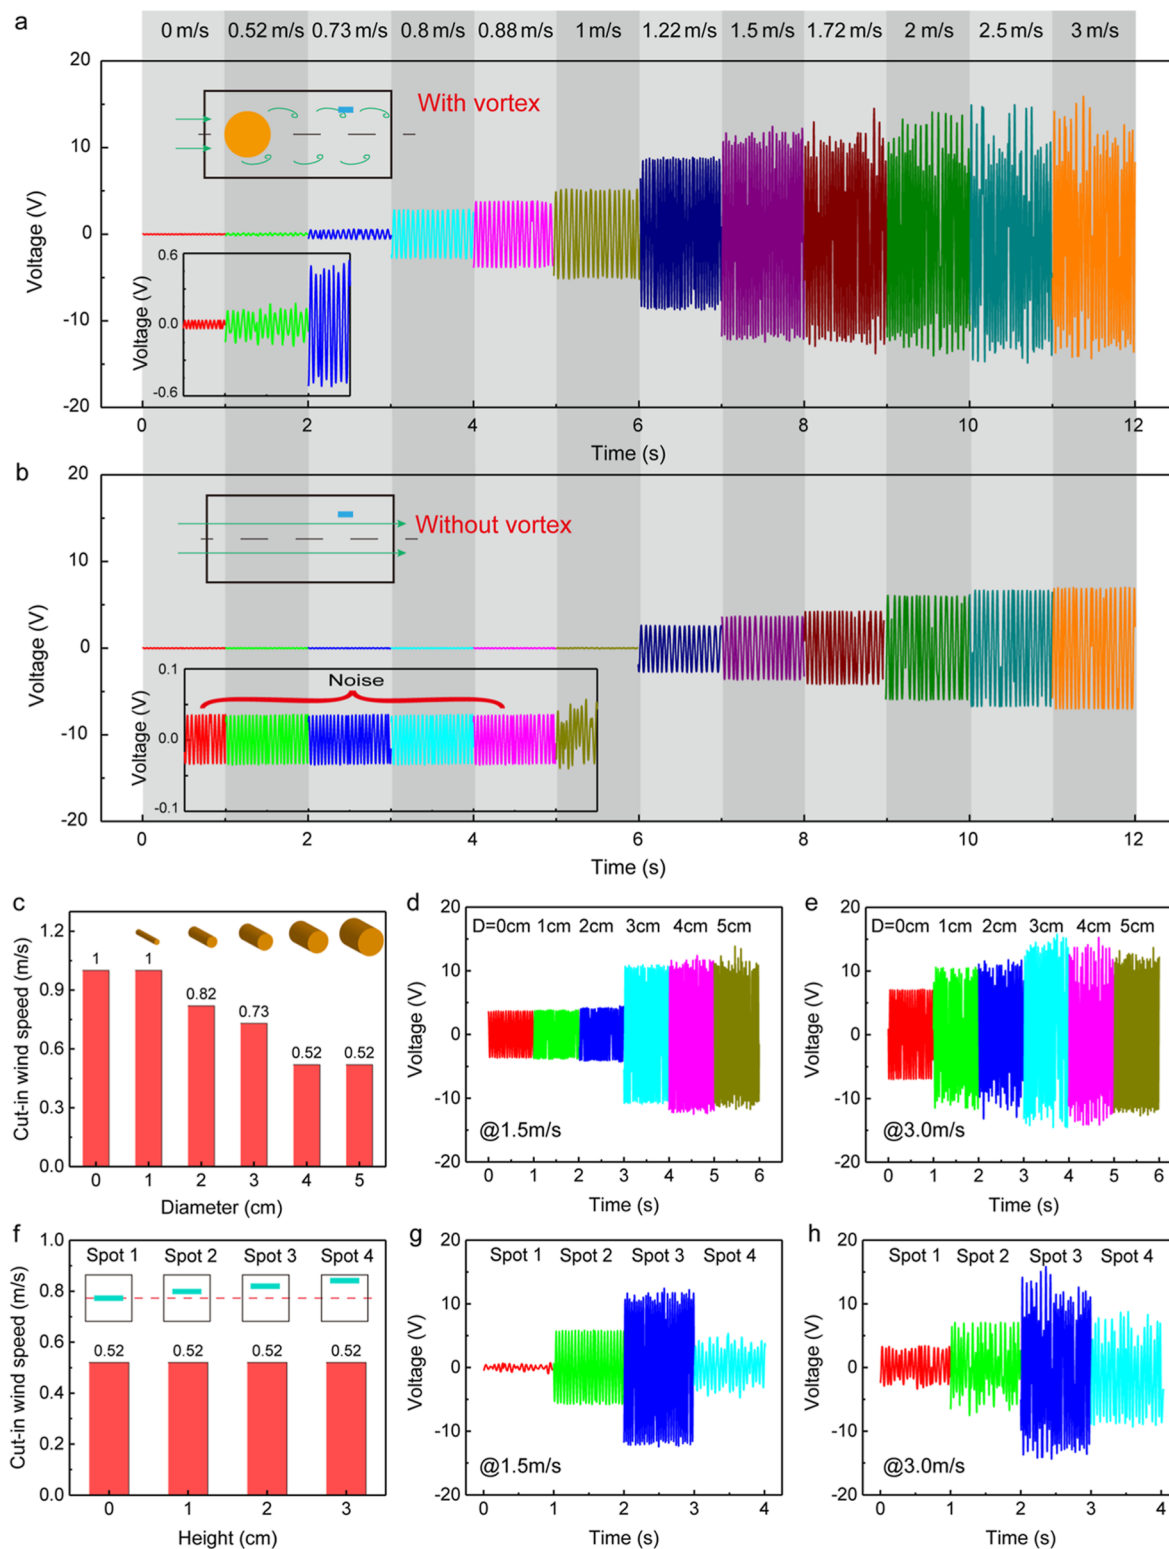 a
0 m/s 0.52 m/s 0.73 m/s 0.8 m/s 0.88 m/s 1 m/s 1.22 m/s 1.5 m/s 1.72 m/s 2 m/s 2.5 m/s 3 m/s
20
With vortex
10
Voltage (V)
0
0.6
Voltage (V)
0.0
-10
-0.6
-20
0 2 4 6 8 10 12
Time (s)
b
20
Without vortex
10
Voltage (V)
0
0.1
Noise
Voltage (V)
0.0
-10
-0.1
-20
0 2 4 6 8 10 12
Time (s)
c
Cut-in wind speed (m/s)
1.2
0.9
0.6
0.3
0.0
1 1 0.82 0.73 0.52 0.52
0 1 2 3 4 5
Diameter (cm)
d
Voltage (V)
20
10
0
-10
-20
D=0cm 1cm 2cm 3cm 4cm 5cm
@1.5m/s
0 1 2 3 4 5 6
Time (s)
e
Voltage (V)
20
10
0
-10
-20
D=0cm 1cm 2cm 3cm 4cm 5cm
@3.0m/s
0 1 2 3 4 5 6
Time (s)
f
Cut-in wind speed (m/s)
1.0
0.8
0.6
0.4
0.2
0.0
Spot 1 Spot 2 Spot 3 Spot 4
0.52 0.52 0.52 0.52
0 1 2 3
Height (cm)
g
Voltage (V)
20
10
0
-10
-20
Spot 1 Spot 2 Spot 3 Spot 4
@1.5m/s
0 1 2 3 4
Time (s)
h
Voltage (V)
20
10
0
-10
-20
Spot 1 Spot 2 Spot 3 Spot 4
@3.0m/s
0 1 2 3 4
Time (s)